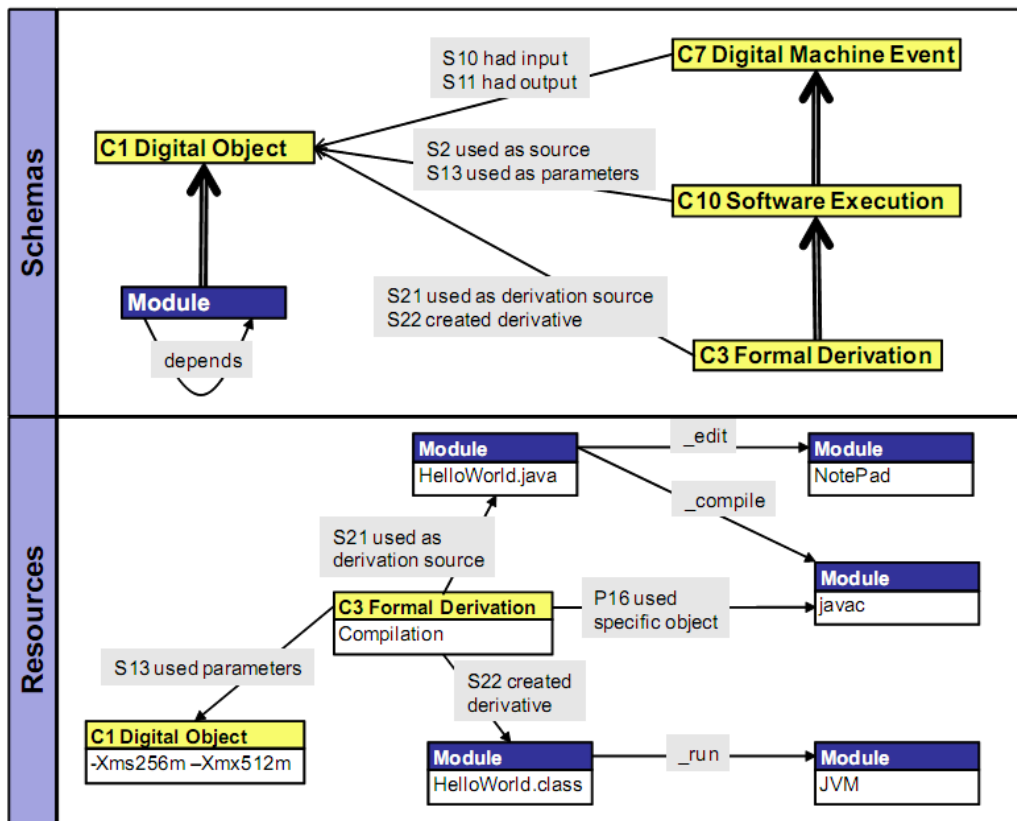 Schemas
C7 Digital Machine Event
S10 had input
S11 had output
C1 Digital Object
S2 used as source
S13 used as parameters
C10 Software Execution
S21 used as derivation source
S22 created derivative
Module
C3 Formal Derivation
depends
Resources
Module
HelloWorld.java
_edit
Module
NotePad
_compile
S21 used as
derivation source
Module
javac
C3 Formal Derivation
Compilation
P16 used
specific object
S13 used parameters
S22 created
derivative
C1 Digital Object
-Xms256m –Xmx512m
Module
HelloWorld.class
_run
Module
JVM